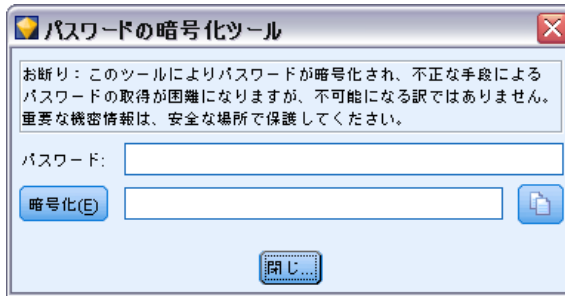 パスワードの暗号化ツール
お断り：このツールによりパスワードが暗号化され、不正な手段による
パスワードの取得が困難になりますが、不可能になる訳ではありません。
重要な機密情報は、安全な場所で保護してください。
パスワード:
暗号化(E)
閉じ...